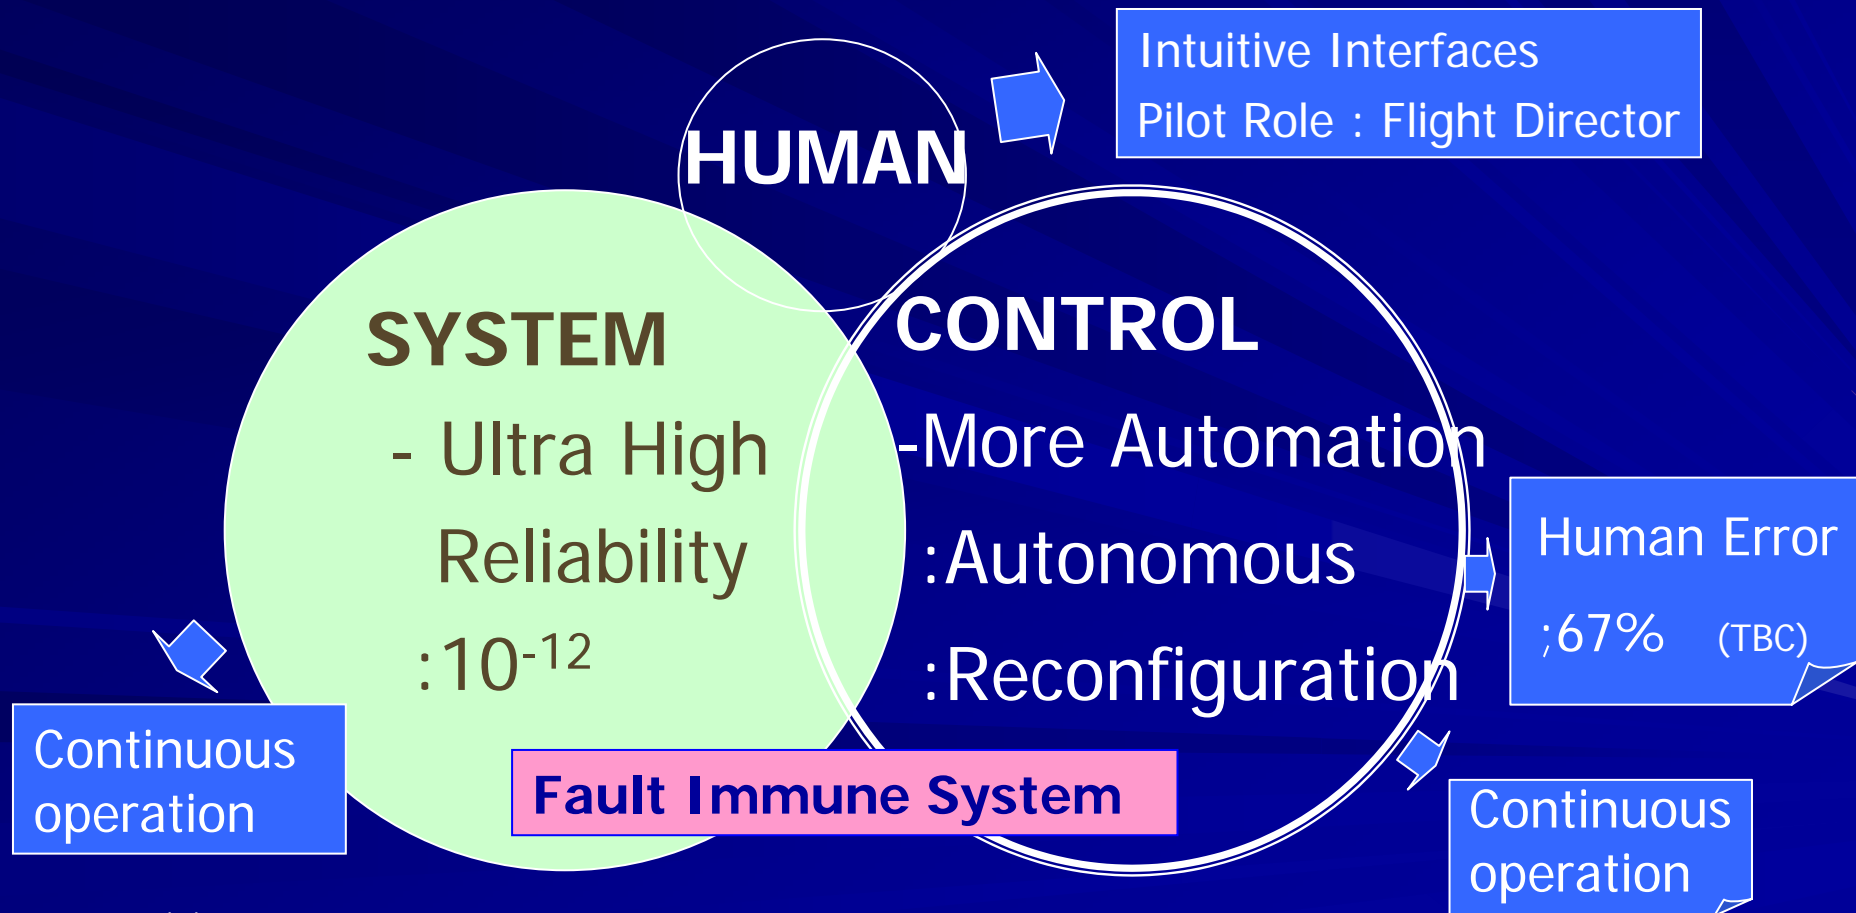 Intuitive Interfaces
Pilot Role : Flight Director
HUMAN
SYSTEM
- Ultra High
Reliability
:10⁻¹²
CONTROL
-More Automation
:Autonomous
:Reconfiguration
Human Error
;67% (TBC)
Continuous
operation
Fault Immune System
Continuous
operation